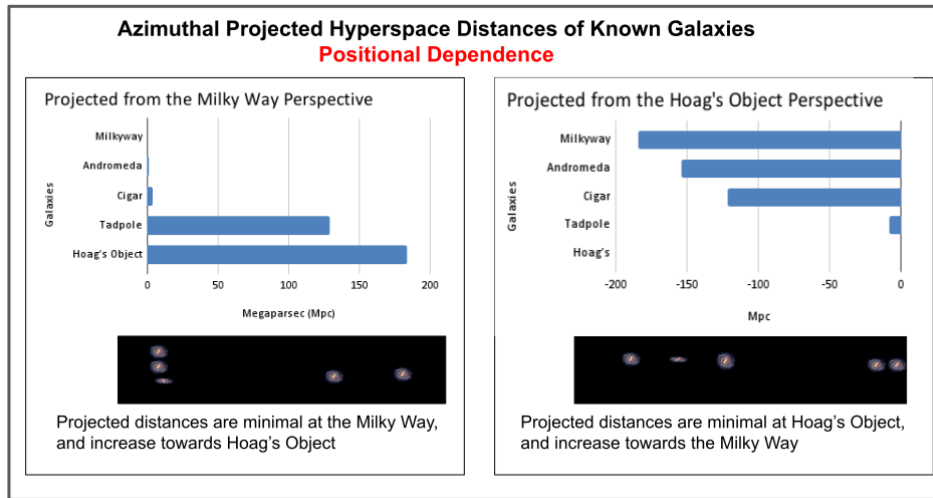 Azimuthal Projected Hyperspace Distances of Known Galaxies
Positional Dependence
Projected from the Milky Way Perspective
Galaxies
Milkyway
Andromeda
Cigar
Tadpole
Hoag's Object
0 50 100 150 200
Megaparsec (Mpc)
Projected distances are minimal at the Milky Way,
and increase towards Hoag's Object
Projected from the Hoag's Object Perspective
Galaxies
Milkyway
Andromeda
Cigar
Tadpole
Hoag's
-200 -150 -100 -50 0
Mpc
Projected distances are minimal at Hoag's Object,
and increase towards the Milky Way